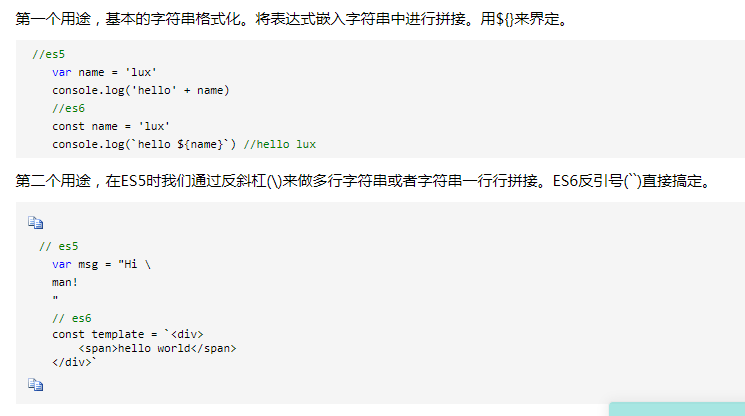 第一个用途，基本的字符串格式化。将表达式嵌入字符串中进行拼接。用${}来界定。
//es5
var name = 'lux'
console.log('hello' + name)
//es6
const name = 'lux'
console.log(`hello ${name}`) //hello lux
第二个用途，在ES5时我们通过反斜杠(\)来做多行字符串或者字符串一行行拼接。ES6反引号(``)直接搞定。
// es5
var msg = "Hi \
man!
"
// es6
const template = `<div>
<span>hello world</span>
</div>`